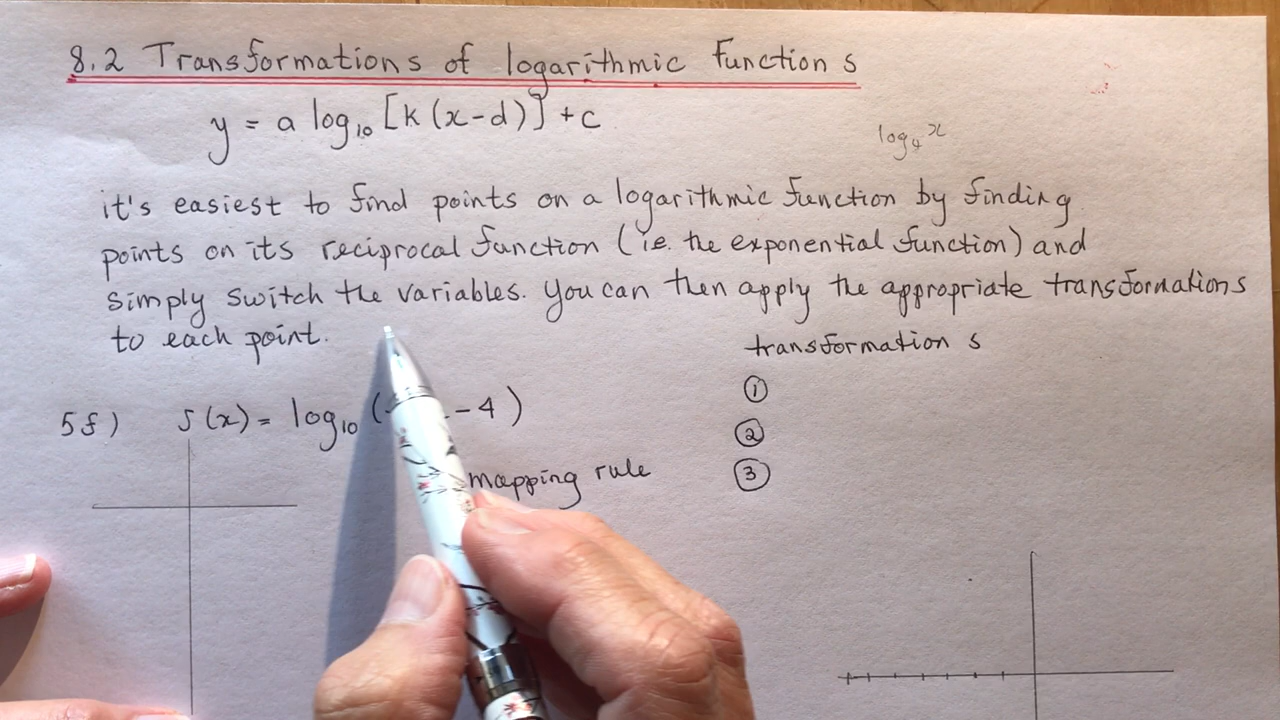 8.2 Transformations of logarithmic Functions
y = a log₁₀ [k(x-d)] + c
log₄ x
it's easiest to find points on a logarithmic function by finding
points on its reciprocal function (i.e. the exponential function) and
simply switch the variables. You can then apply the appropriate transformations
to each point.
transformations
①
②
③
5f) f(x) = log₁₀ ( - 4 )
mapping rule